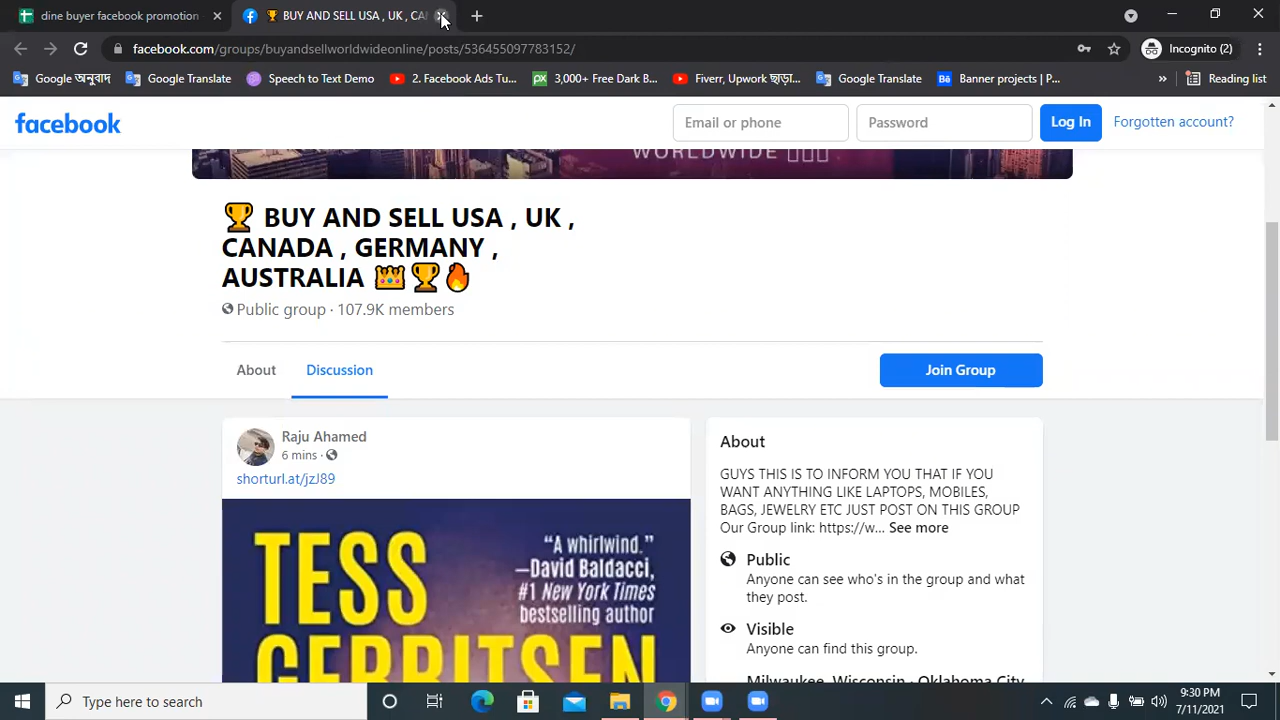 dine buyer facebook promotion
🏆 BUY AND SELL USA , UK , CA
Incognito (2)
facebook.com/groups/buyandsellworldwideonline/posts/536455097783152/
Google অনুবাদ
Google Translate
Speech to Text Demo
2. Facebook Ads Tu...
3,000+ Free Dark B...
Fiverr, Upwork ছাড়া...
Google Translate
Banner projects | P...
»
Reading list
facebook
Email or phone
Password
Log In
Forgotten account?
WORLDWIDE
🏆 BUY AND SELL USA , UK ,
CANADA , GERMANY ,
AUSTRALIA 👑🏆🔥
Public group · 107.9K members
About
Discussion
Join Group
Raju Ahamed
6 mins ·
shorturl.at/jzJ89
TESS
GERRITSEN
“A whirlwind.”
—David Baldacci,
#1 New York Times
bestselling author
About
GUYS THIS IS TO INFORM YOU THAT IF YOU
WANT ANYTHING LIKE LAPTOPS, MOBILES,
BAGS, JEWELRY ETC JUST POST ON THIS GROUP
Our Group link: https://w... See more
Public
Anyone can see who's in the group and what
they post.
Visible
Anyone can find this group.
Milwaukee, Wisconsin · Oklahoma City
Type here to search
9:30 PM
7/11/2021